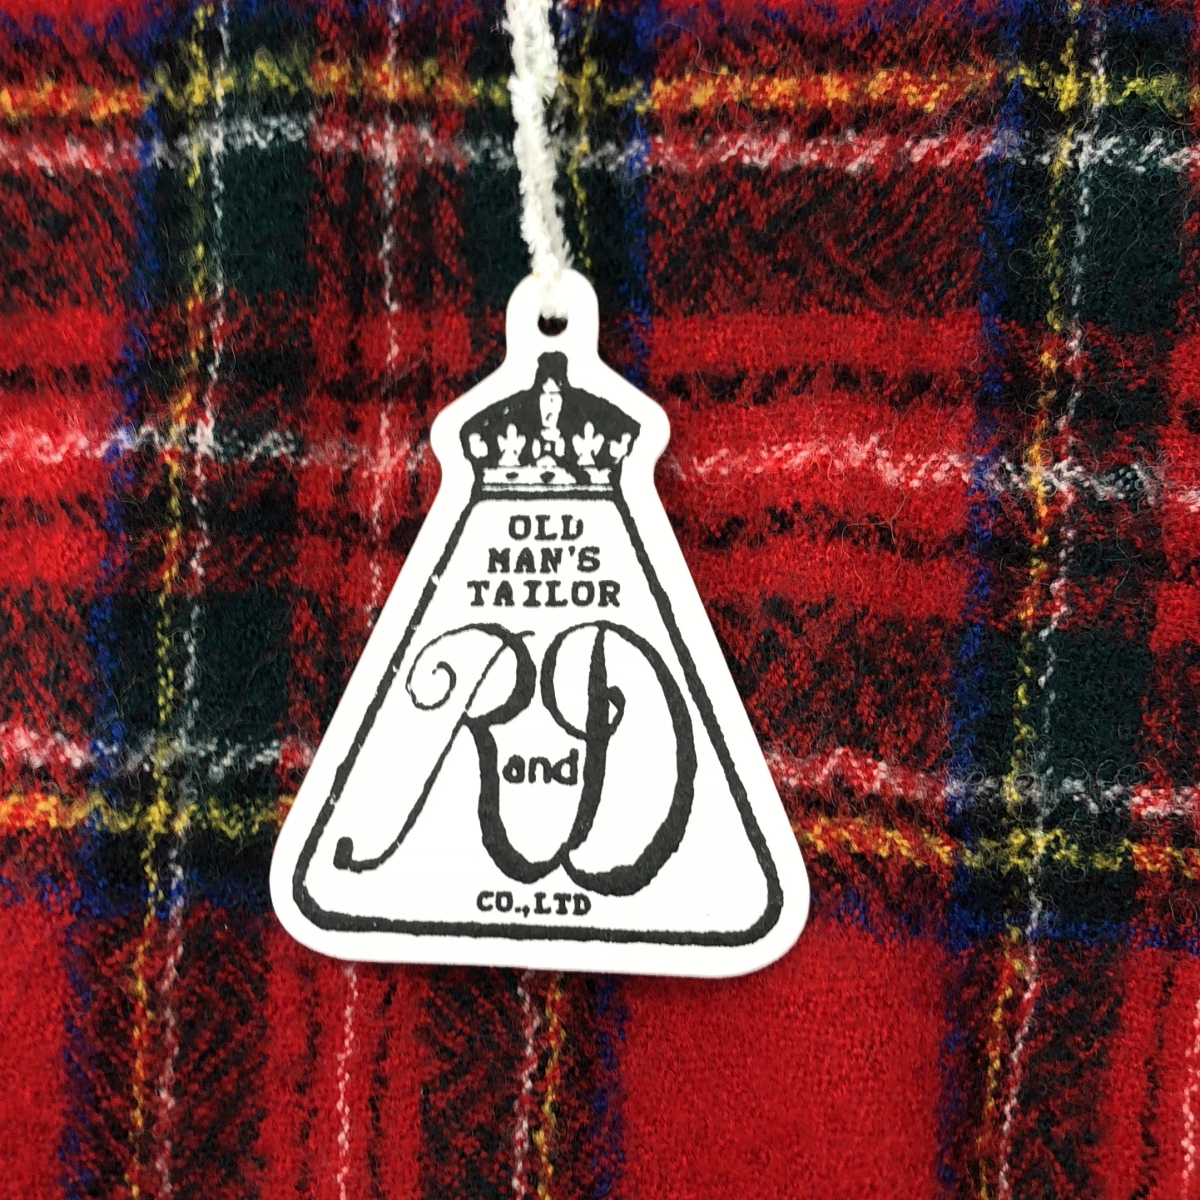 OLD
MAN'S
TAILOR
R and D
CO.,LTD